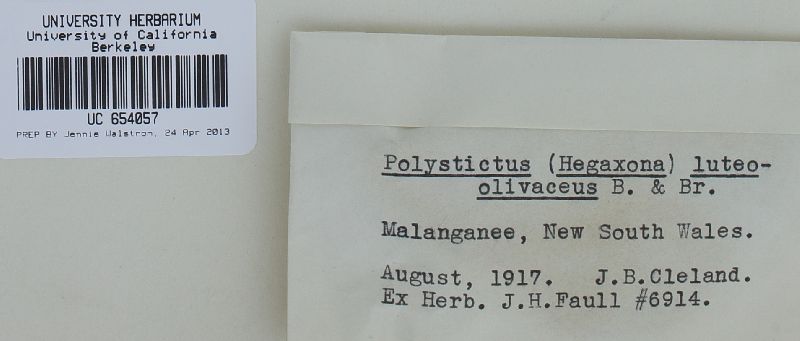 UNIVERSITY HERBARIUM
University of California
Berkeley
UC 654057
PREP BY Jennie Walstrom, 24 Apr 2013
Polystictus (Hegaxona) luteo-
olivaceus B. & Br.
Malanganee, New South Wales.
August, 1917. J.B.Cleland.
Ex Herb. J.H.Faull #6914.